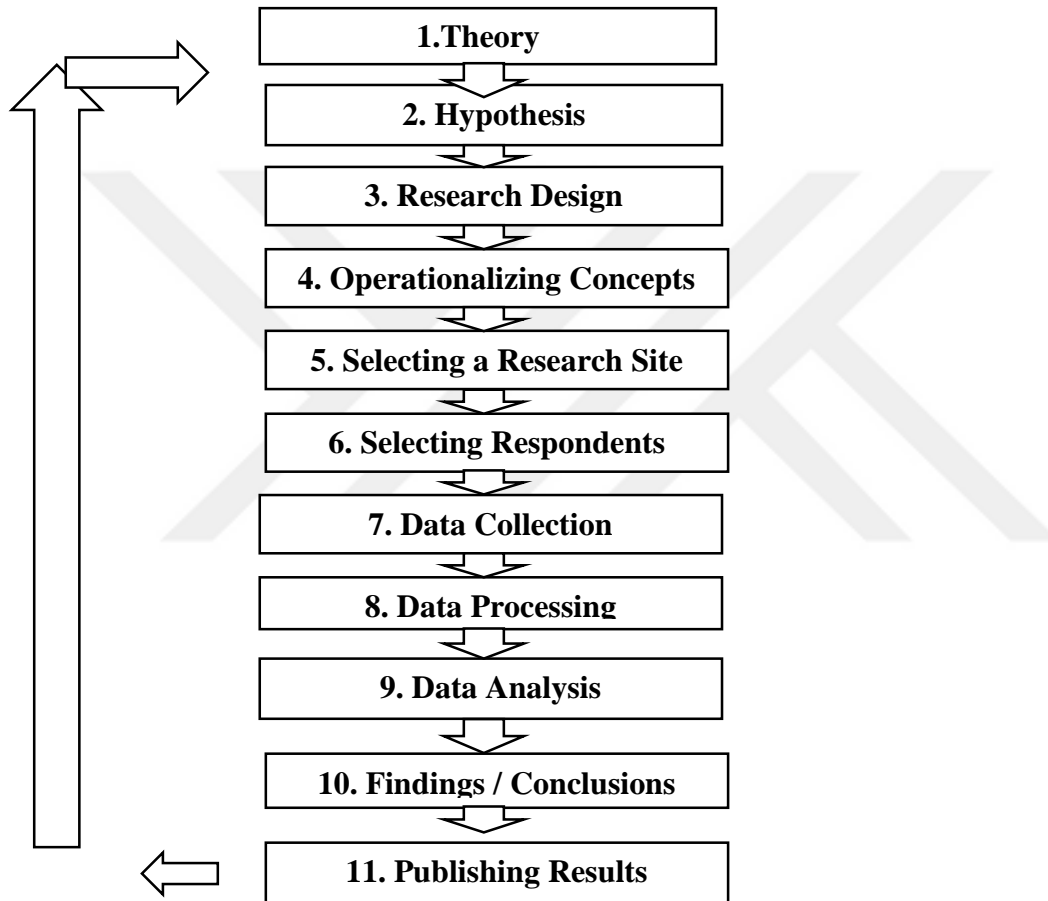 1.Theory
2. Hypothesis
3. Research Design
4. Operationalizing Concepts
5. Selecting a Research Site
6. Selecting Respondents
7. Data Collection
8. Data Processing
9. Data Analysis
10. Findings / Conclusions
11. Publishing Results